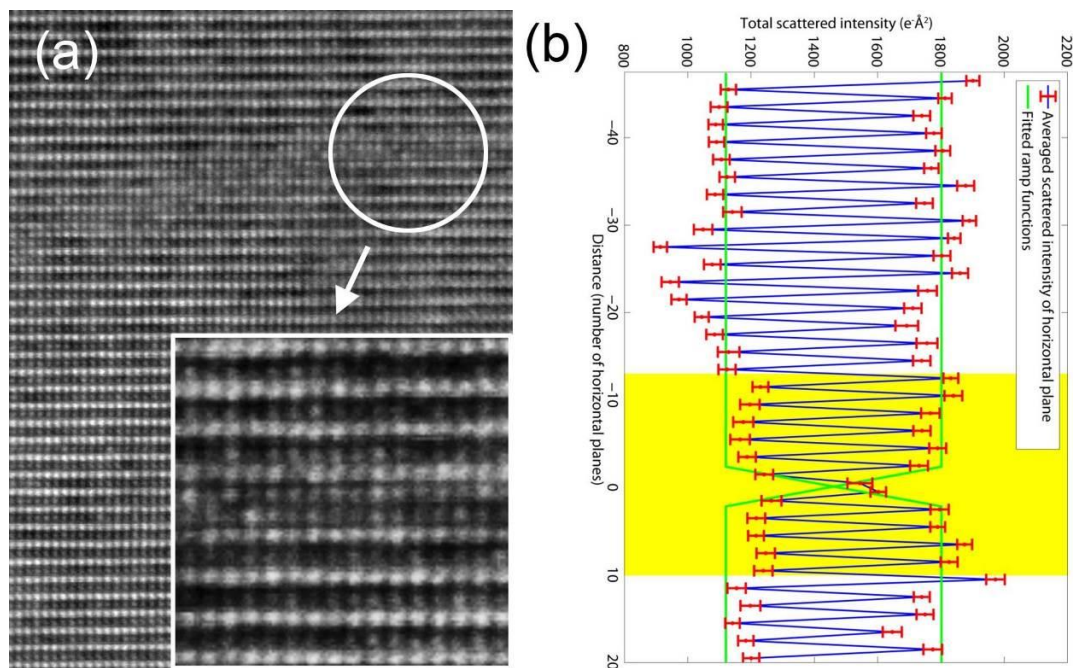 (a)
(b)
Total scattered intensity (e⁻Å²)
800
1000
1200
1400
1600
1800
2000
2200
Averaged scattered intensity of horizontal plane
Fitted ramp functions
Distance (number of horizontal planes)
−40
−30
−20
−10
0
10
20